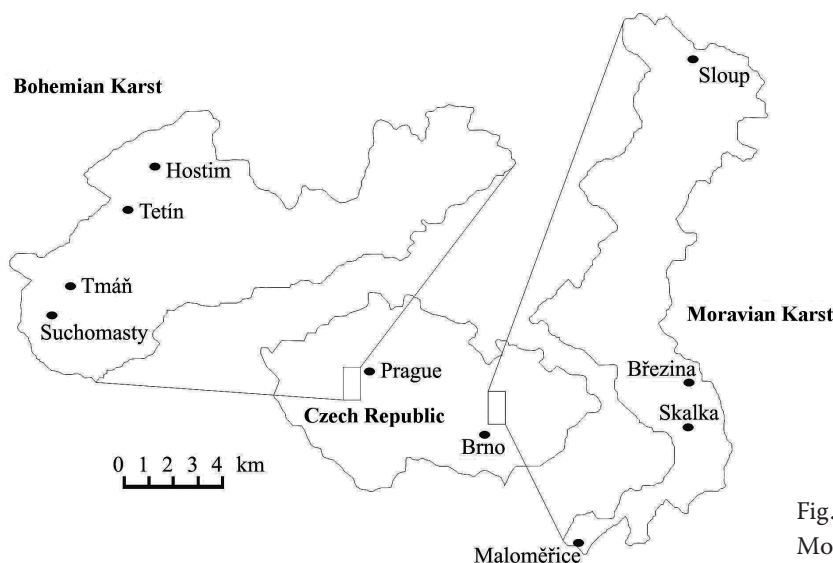 Bohemian Karst
Sloup
Hostim
Tetín
Tmáň
Suchomasty
Moravian Karst
Prague
Březina
Czech Republic
Skalka
Brno
0 1 2 3 4 km
Maloměřice
Fig.
Mo